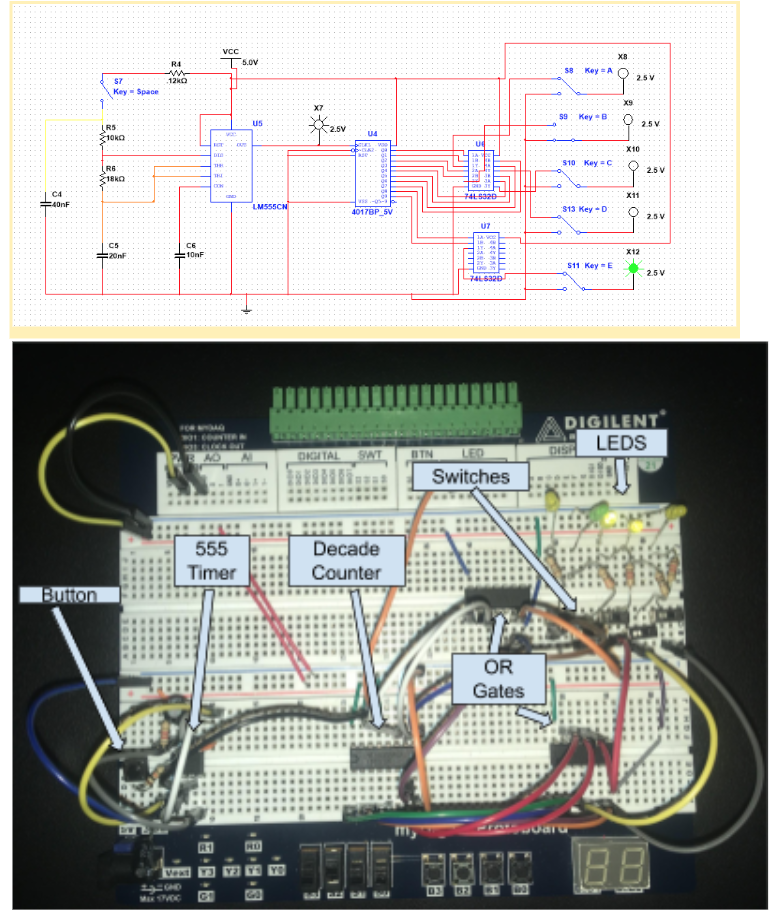 VCC
5.0V
R4
.12kΩ
S7
Key = Space
R5
10kΩ
R6
18kΩ
C4
40nF
C5
20nF
C6
10nF
U5
VCC
RST
OUT
DIS
THR
TRI
CON
GND
LM555CN
X7
2.5V
U4
4017BP_5V
U6
74LS32D
U7
1A VCC
74LS32D
S8 Key = A
X8
2.5 V
S9 Key = B
X9
2.5 V
S10 Key = C
X10
2.5 V
S13 Key = D
X11
2.5 V
S11 Key = E
X12
2.5 V
FOR MYDAQ
DIGILENT
AO AI
DIGITAL SWT
BTN LED
LEDS
Switches
555
Timer
Decade
Counter
Button
OR
Gates
R1
R0
Vext
Y3 Y2 Y1 Y0
GND
Max 17VDC
G1
G0
B3 B2 B1 B0